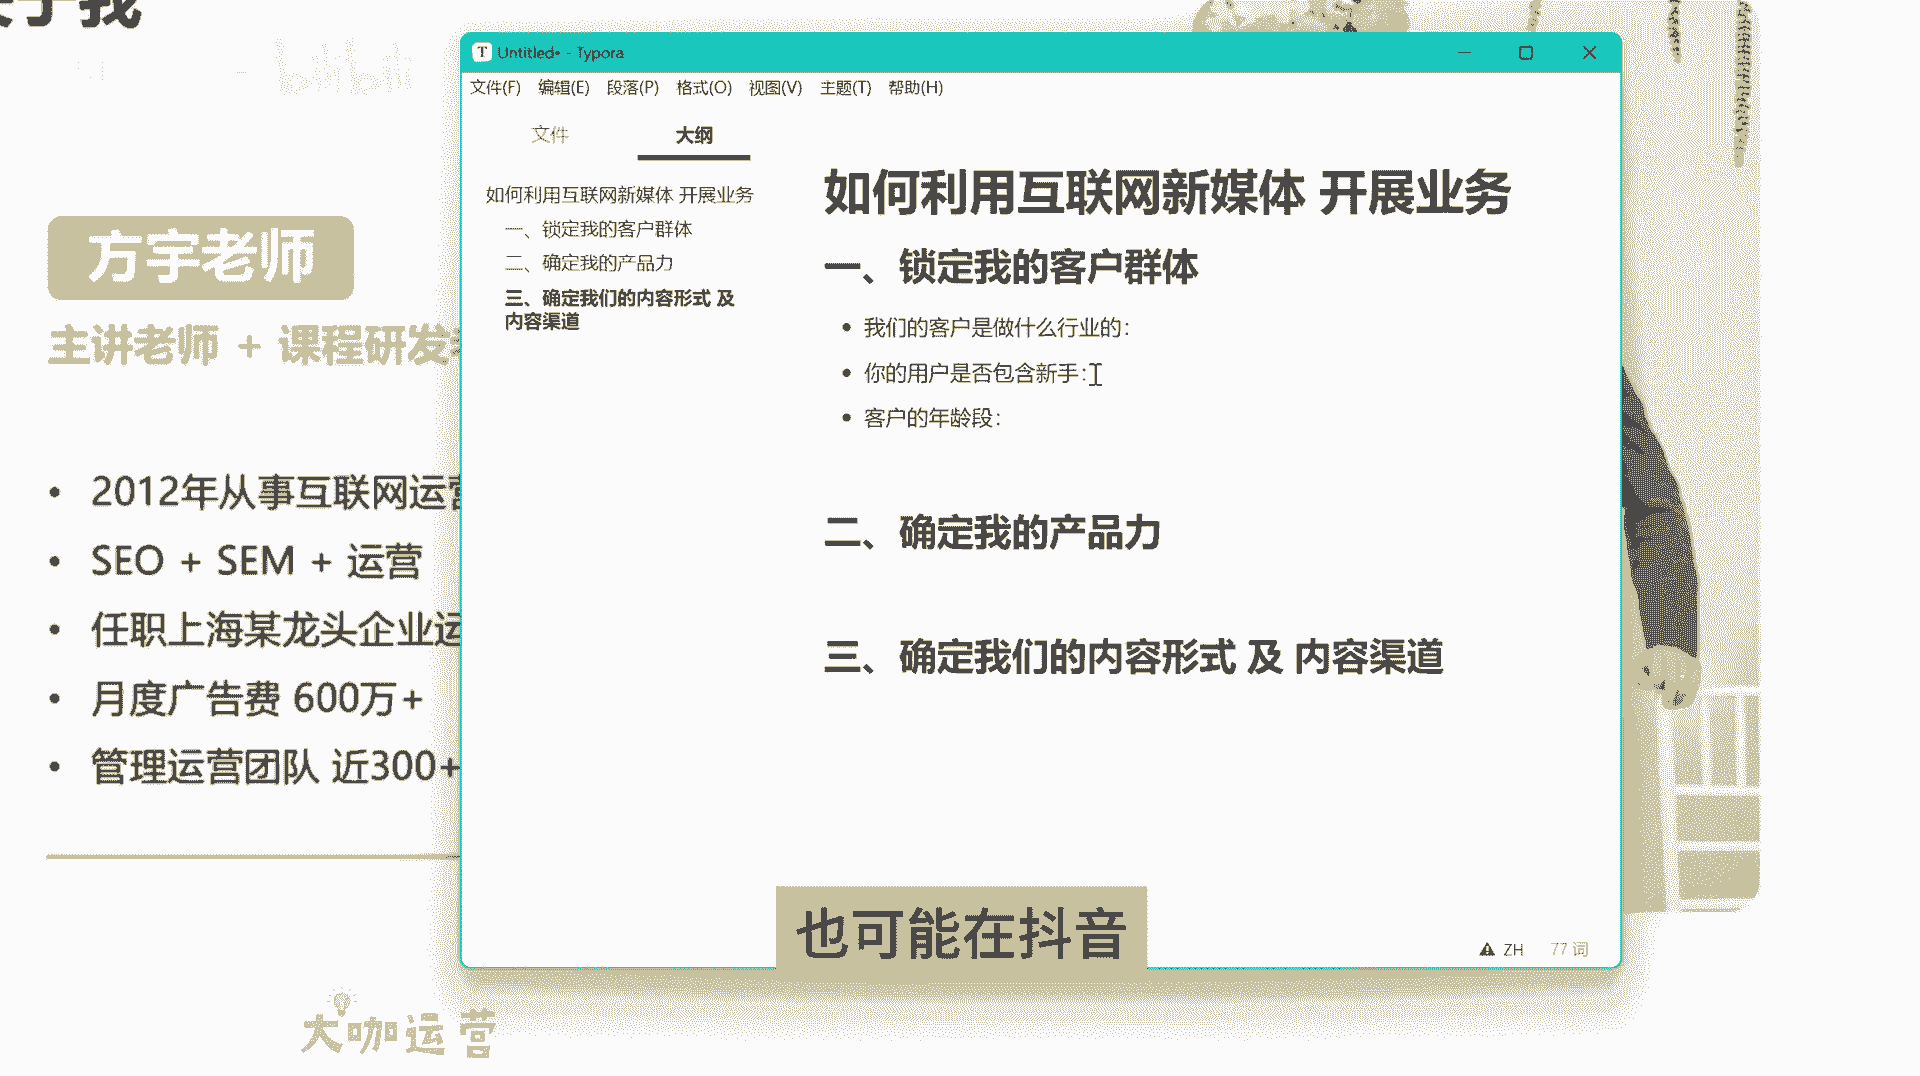 于我
bilibili
方宇老师
主讲老师 + 课程研发
2012年从事互联网运营
SEO + SEM + 运营
任职上海某龙头企业运
月度广告费 600万+
管理运营团队 近300+
大咖运营
Untitled• - Typora
文件(F) 编辑(E) 段落(P) 格式(O) 视图(V) 主题(T) 帮助(H)
文件 大纲
如何利用互联网新媒体 开展业务
一、锁定我的客户群体
二、确定我的产品力
三、确定我们的内容形式 及
内容渠道
如何利用互联网新媒体 开展业务
一、锁定我的客户群体
我们的客户是做什么行业的：
你的用户是否包含新手：
客户的年龄段：
二、确定我的产品力
三、确定我们的内容形式 及 内容渠道
也可能在抖音
ZH 77 词